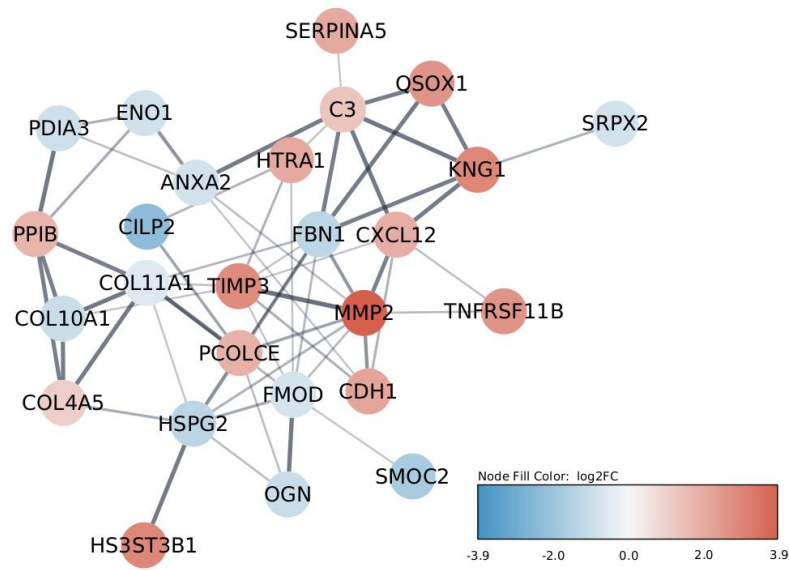 SERPINA5
QSOX1
C3
ENO1
SRPX2
PDIA3
HTRA1
KNG1
ANXA2
CILP2
PPIB
FBN1
CXCL12
COL11A1
TIMP3
MMP2
TNFRSF11B
COL10A1
PCOLCE
CDH1
FMOD
COL4A5
HSPG2
SMOC2
OGN
HS3ST3B1
Node Fill Color: log2FC
-3.9
-2.0
0.0
2.0
3.9